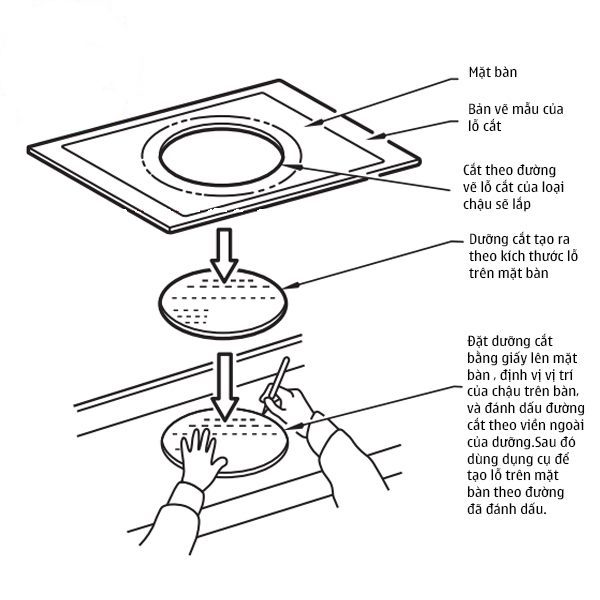 Mặt bàn
Bản vẽ mẫu của
lỗ cắt
Cắt theo đường
vẽ lỗ cắt của loại
chậu sẽ lắp
Dưỡng cắt tạo ra
theo kích thước lỗ
trên mặt bàn
Đặt dưỡng cắt
bằng giấy lên mặt
bàn , định vị vị trí
của chậu trên bàn,
và đánh dấu đường
cắt theo viền ngoài
của dưỡng.Sau đó
dùng dụng cụ để
tạo lỗ trên mặt
bàn theo đường
đã đánh dấu.